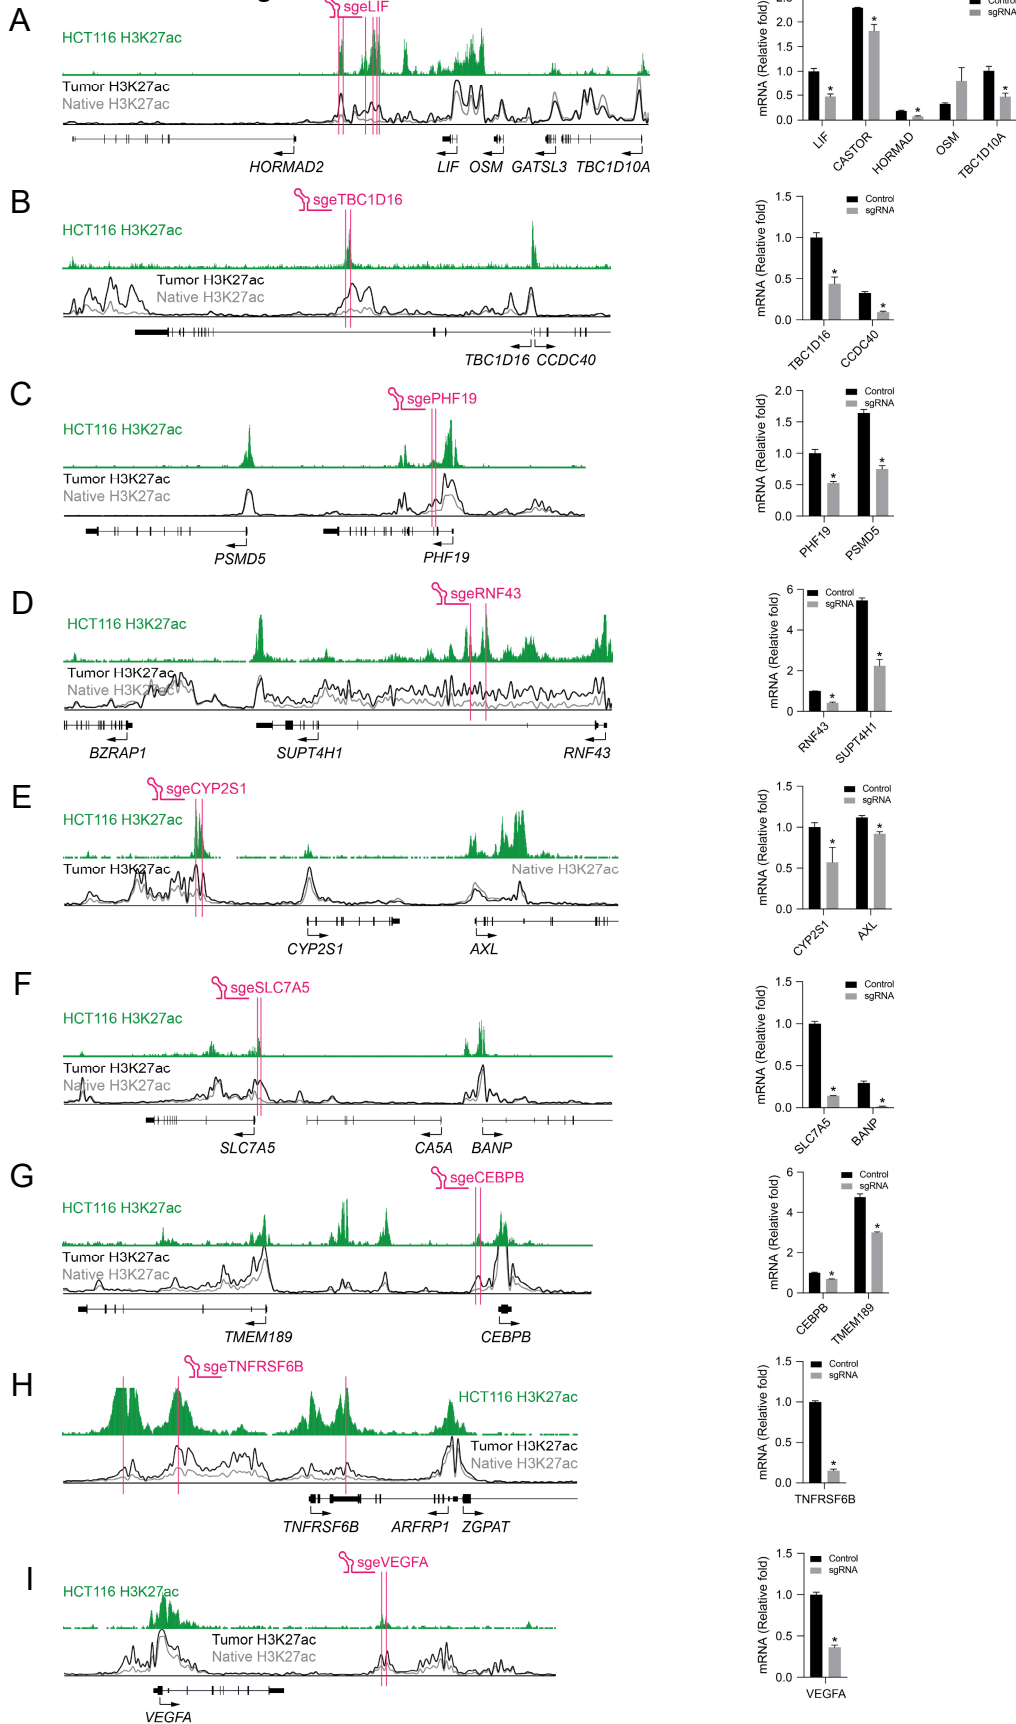 A
sgeLIF
HCT116 H3K27ac
Tumor H3K27ac
Native H3K27ac
HORMAD2
LIF
OSM
GATSL3
TBC1D10A
mRNA (Relative fold)
2.0
1.5
1.0
0.5
0.0
Control
sgRNA
*
*
*
*
LIF
CASTOR
HORMAD
OSM
TBC1D10A
B
sgeTBC1D16
HCT116 H3K27ac
Tumor H3K27ac
Native H3K27ac
TBC1D16
CCDC40
mRNA (Relative fold)
1.5
1.0
0.5
0.0
Control
sgRNA
*
*
TBC1D16
CCDC40
C
sgePHF19
HCT116 H3K27ac
Tumor H3K27ac
Native H3K27ac
PSMD5
PHF19
mRNA (Relative fold)
2.0
1.5
1.0
0.5
0.0
Control
sgRNA
*
*
PHF19
PSMD5
D
sgeRNF43
HCT116 H3K27ac
Tumor H3K27ac
Native H3K27ac
BZRAP1
SUPT4H1
RNF43
mRNA (Relative fold)
6
4
2
0
Control
sgRNA
*
*
RNF43
SUPT4H1
E
sgeCYP2S1
HCT116 H3K27ac
Tumor H3K27ac
Native H3K27ac
CYP2S1
AXL
mRNA (Relative fold)
1.5
1.0
0.5
0.0
Control
sgRNA
*
*
CYP2S1
AXL
F
sgeSLC7A5
HCT116 H3K27ac
Tumor H3K27ac
Native H3K27ac
SLC7A5
CA5A
BANP
mRNA (Relative fold)
1.5
1.0
0.5
0.0
Control
sgRNA
*
*
SLC7A5
BANP
G
sgeCEBPB
HCT116 H3K27ac
Tumor H3K27ac
Native H3K27ac
TMEM189
CEBPB
mRNA (Relative fold)
6
4
2
0
Control
sgRNA
*
*
CEBPB
TMEM189
H
sgeTNFRSF6B
HCT116 H3K27ac
Tumor H3K27ac
Native H3K27ac
TNFRSF6B
ARFRP1
ZGPAT
mRNA (Relative fold)
1.5
1.0
0.5
0.0
Control
sgRNA
*
TNFRSF6B
I
sgeVEGFA
HCT116 H3K27ac
Tumor H3K27ac
Native H3K27ac
VEGFA
mRNA (Relative fold)
1.5
1.0
0.5
0.0
Control
sgRNA
*
VEGFA